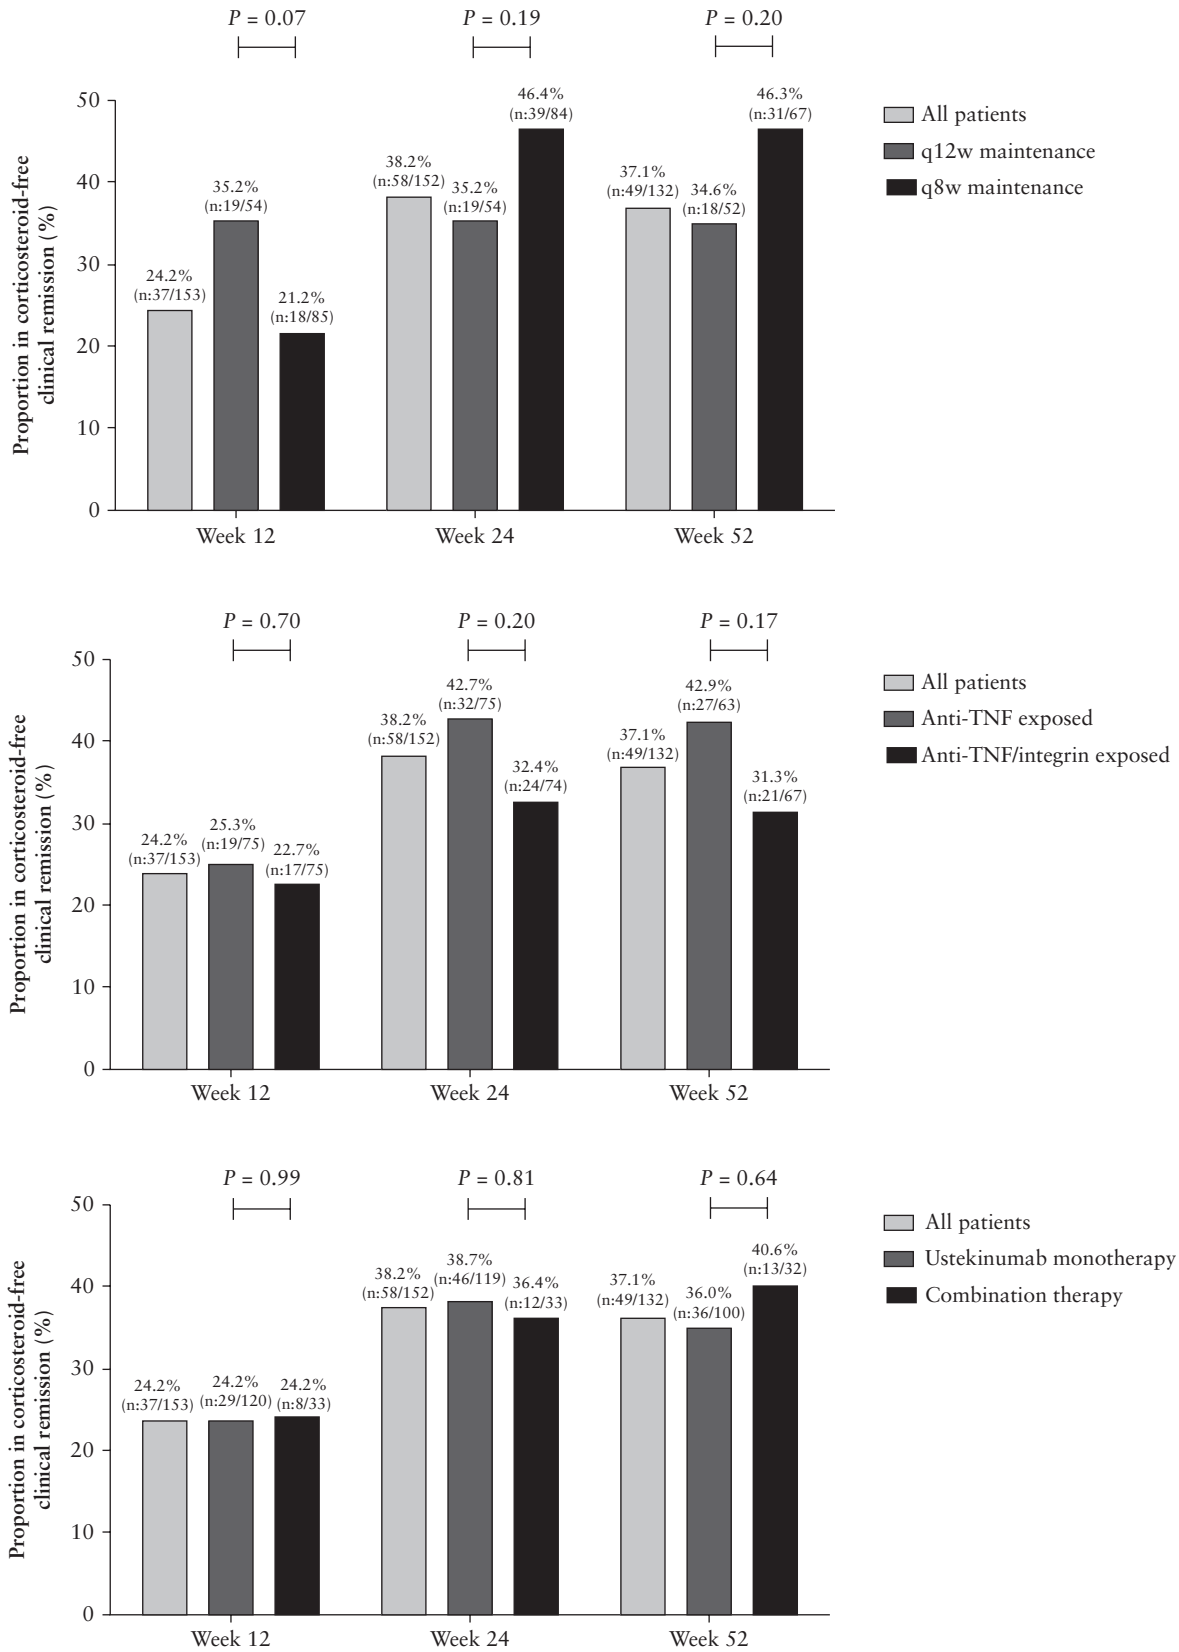 P = 0.07
P = 0.19
P = 0.20
Proportion in corticosteroid-free
clinical remission (%)
50
40
30
20
10
0
24.2%
(n:37/153)
35.2%
(n:19/54)
21.2%
(n:18/85)
38.2%
(n:58/152)
35.2%
(n:19/54)
46.4%
(n:39/84)
37.1%
(n:49/132)
34.6%
(n:18/52)
46.3%
(n:31/67)
Week 12
Week 24
Week 52
All patients
q12w maintenance
q8w maintenance
P = 0.70
P = 0.20
P = 0.17
Proportion in corticosteroid-free
clinical remission (%)
50
40
30
20
10
0
24.2%
(n:37/153)
25.3%
(n:19/75)
22.7%
(n:17/75)
38.2%
(n:58/152)
42.7%
(n:32/75)
32.4%
(n:24/74)
37.1%
(n:49/132)
42.9%
(n:27/63)
31.3%
(n:21/67)
Week 12
Week 24
Week 52
All patients
Anti-TNF exposed
Anti-TNF/integrin exposed
P = 0.99
P = 0.81
P = 0.64
Proportion in corticosteroid-free
clinical remission (%)
50
40
30
20
10
0
24.2%
(n:37/153)
24.2%
(n:29/120)
24.2%
(n:8/33)
38.2%
(n:58/152)
38.7%
(n:46/119)
36.4%
(n:12/33)
37.1%
(n:49/132)
36.0%
(n:36/100)
40.6%
(n:13/32)
Week 12
Week 24
Week 52
All patients
Ustekinumab monotherapy
Combination therapy